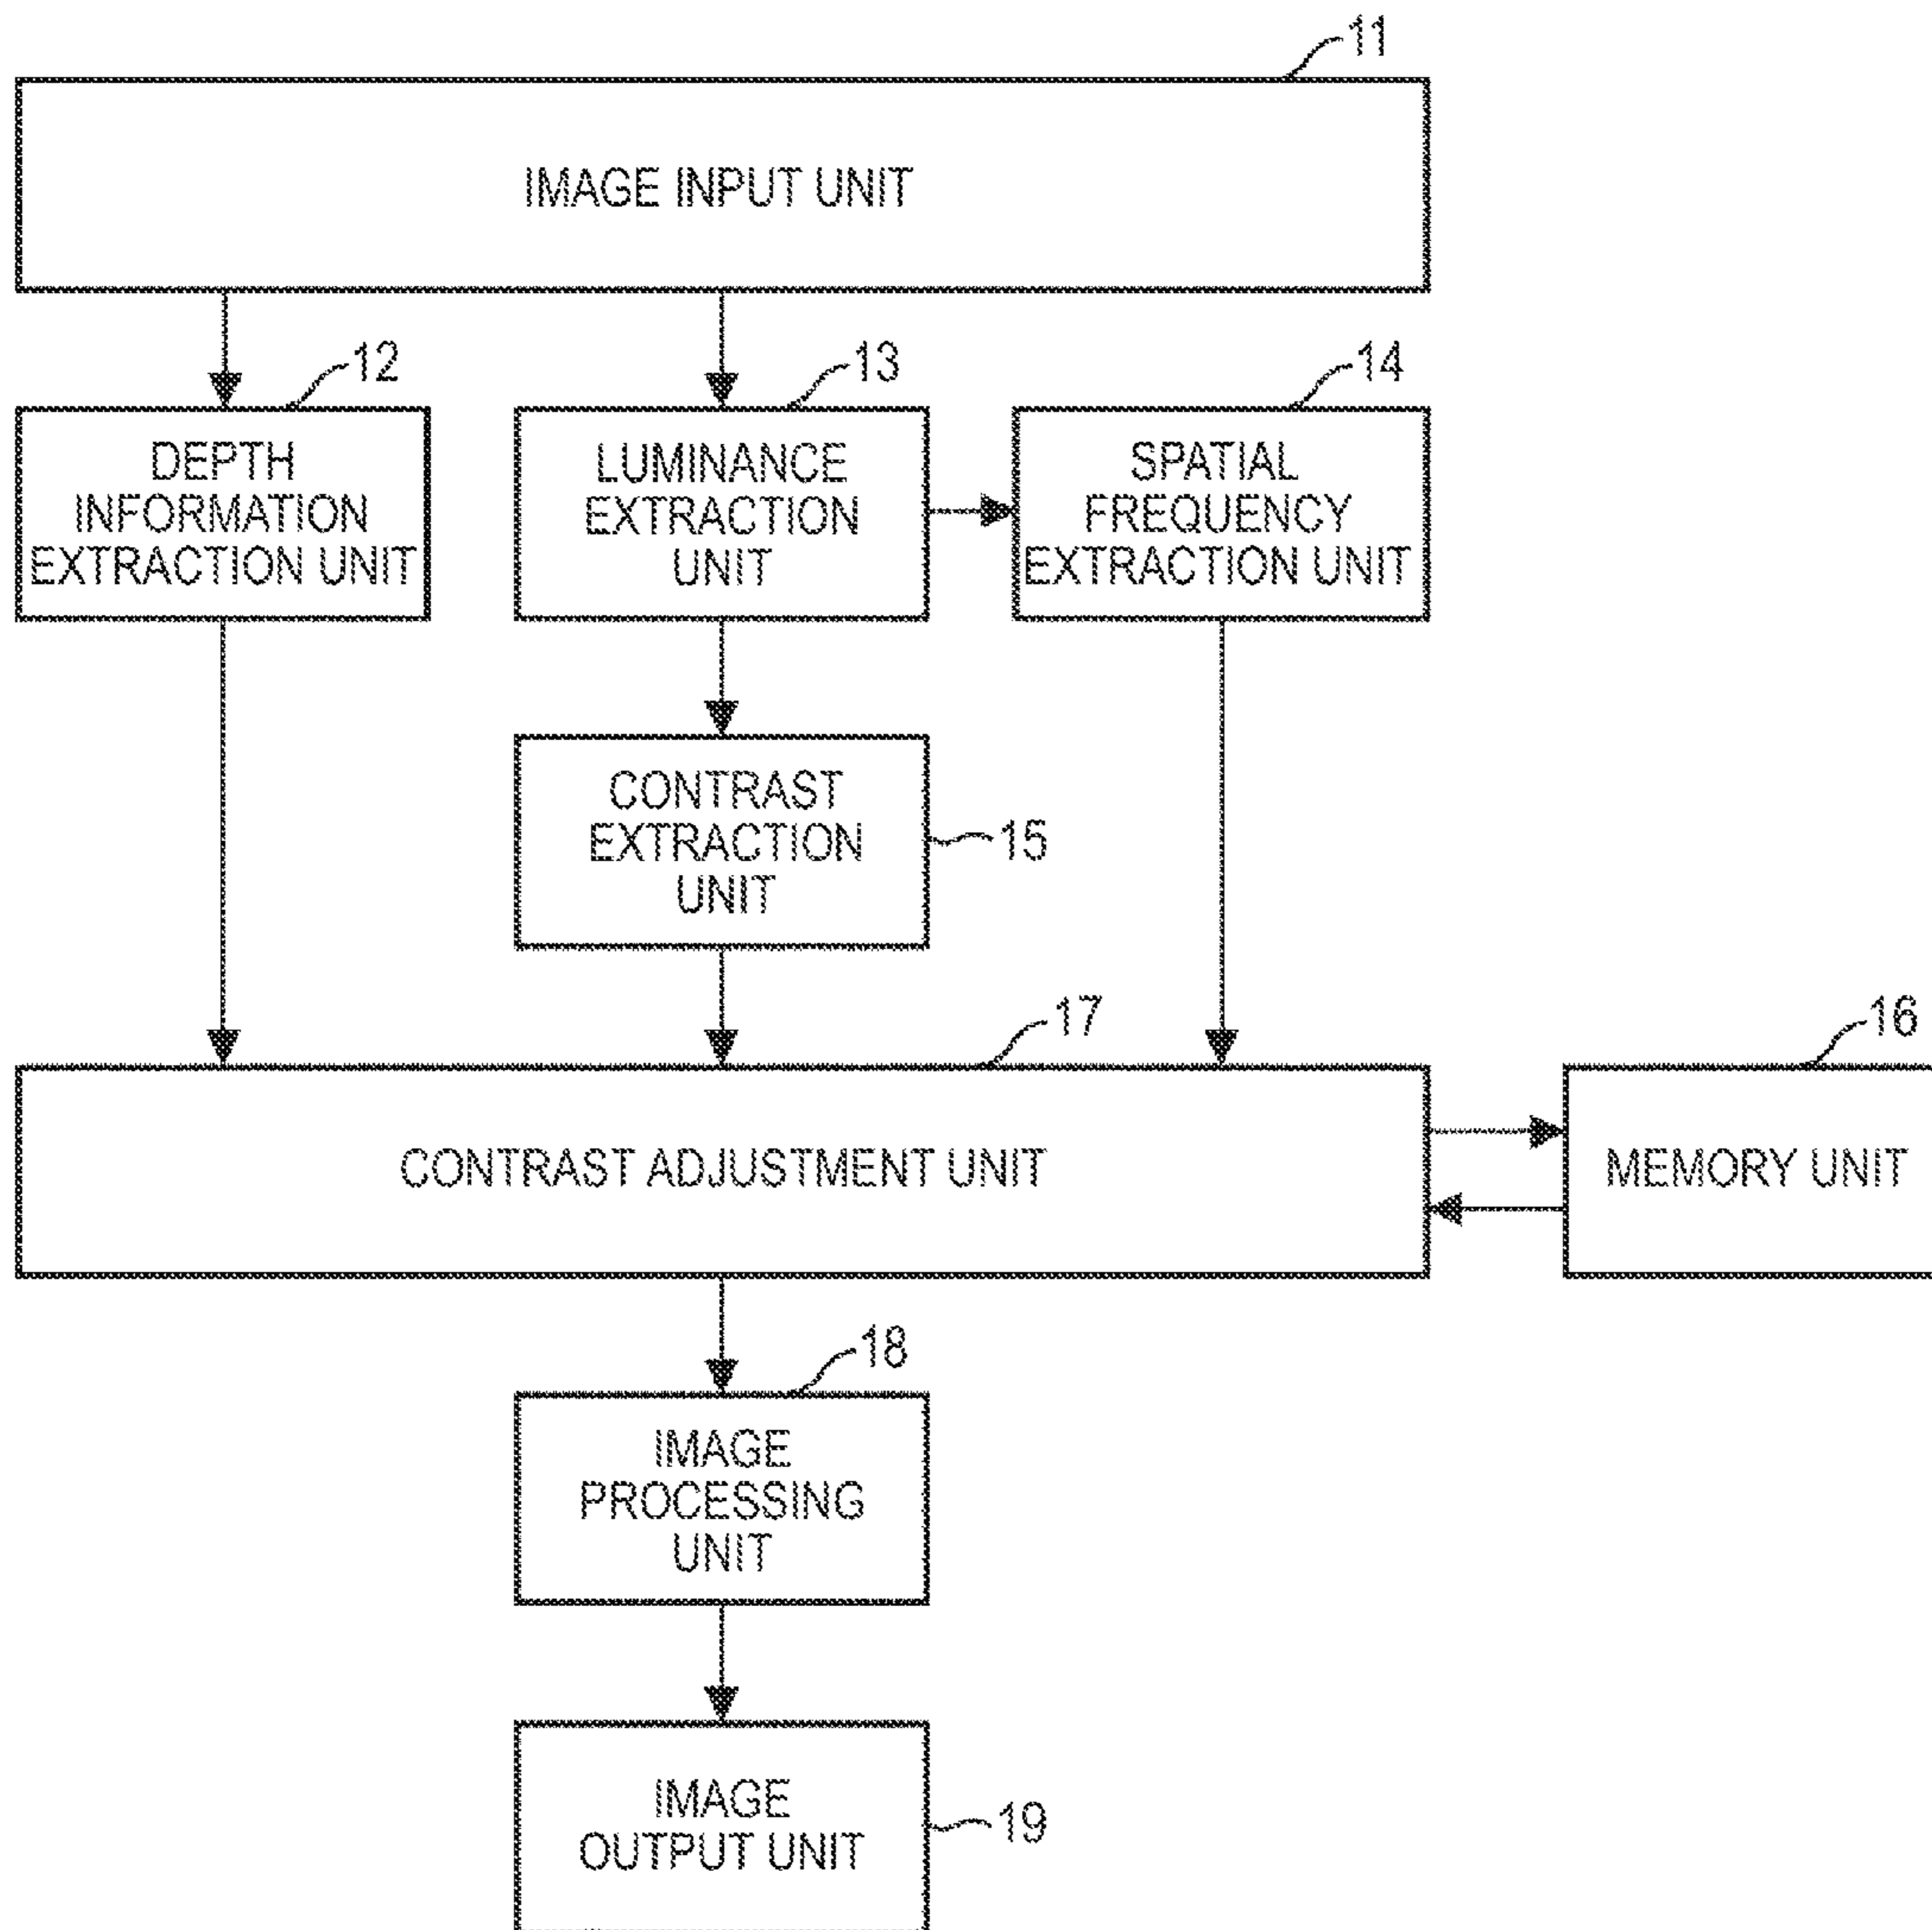 11
IMAGE INPUT UNIT
12
13
14
DEPTH
INFORMATION
EXTRACTION UNIT
LUMINANCE
EXTRACTION
UNIT
SPATIAL
FREQUENCY
EXTRACTION UNIT
CONTRAST
EXTRACTION
UNIT
15
17
16
CONTRAST ADJUSTMENT UNIT
MEMORY UNIT
18
IMAGE
PROCESSING
UNIT
IMAGE
OUTPUT UNIT
19